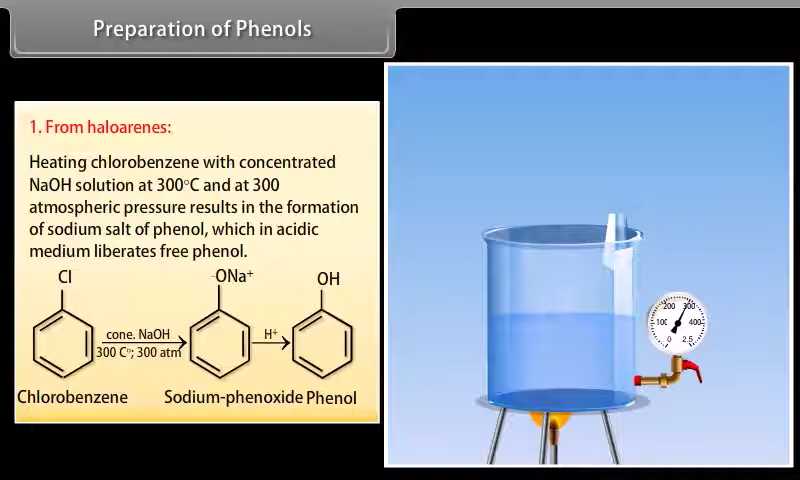 Preparation of Phenols
1. From haloarenes:
Heating chlorobenzene with concentrated
NaOH solution at 300°C and at 300
atmospheric pressure results in the formation
of sodium salt of phenol, which in acidic
medium liberates free phenol.
Cl
-ONa⁺
OH
cone. NaOH
300 C°; 300 atm
H⁺
Chlorobenzene
Sodium-phenoxide
Phenol
200 300
100 400
0 2.5